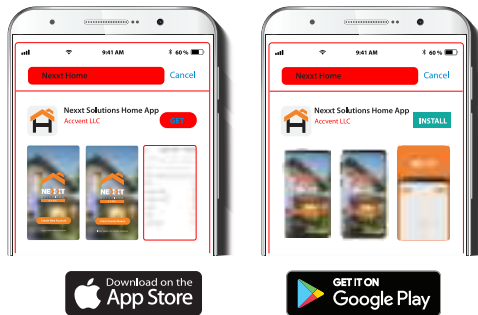 9:41 AM
60 %
Nexxt Home
Cancel
Nexxt Solutions Home App
Accvent LLC
GET
NEXXT
NEXXT
Download on the
App Store
9:41 AM
60 %
Nexxt Home
Cancel
Nexxt Solutions Home App
Accvent LLC
INSTALL
GET IT ON
Google Play